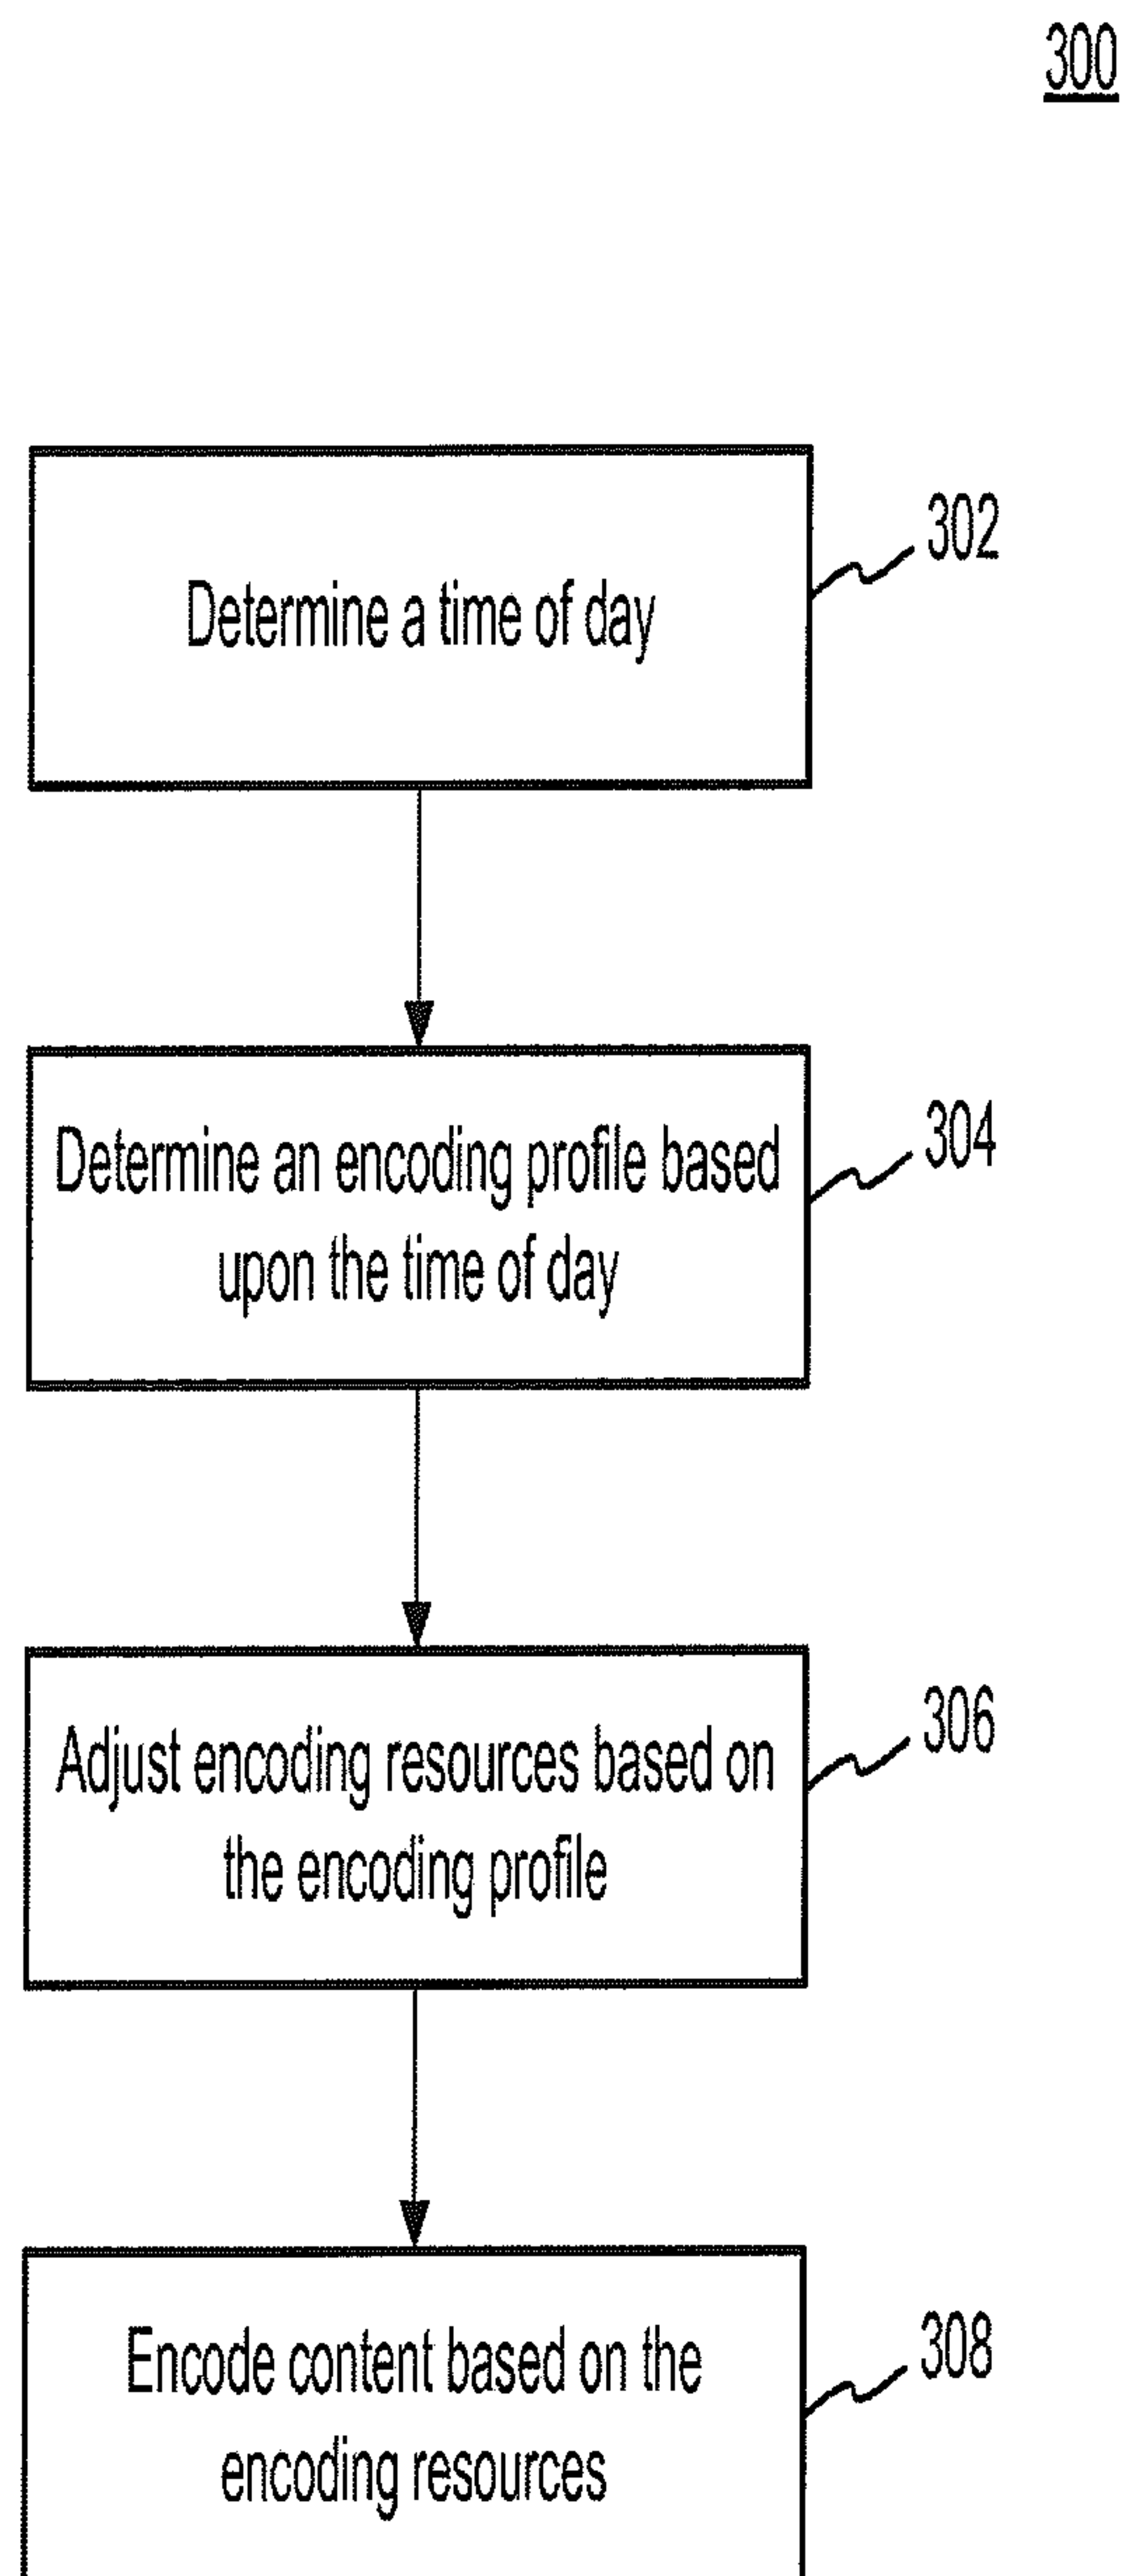 300
Determine a time of day
302
Determine an encoding profile based
upon the time of day
304
Adjust encoding resources based on
the encoding profile
306
Encode content based on the
encoding resources
308